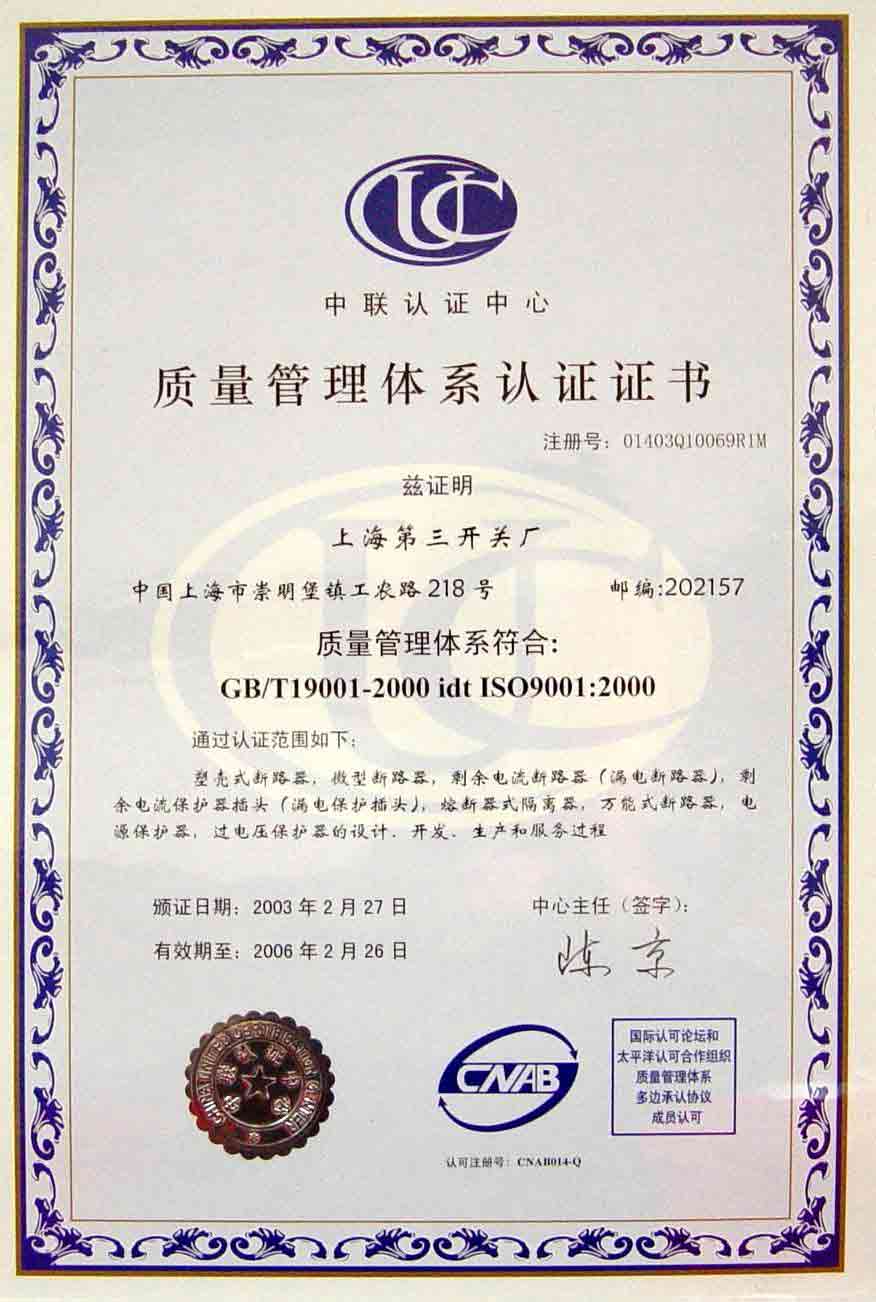 UC
中联认证中心
质量管理体系认证证书
注册号：01403Q10069R1M
兹证明
上海第三开关厂
中国上海市崇明堡镇工农路218号 邮编:202157
质量管理体系符合:
GB/T19001-2000 idt ISO9001:2000
通过认证范围如下：
塑壳式断路器，微型断路器，剩余电流断路器（漏电断路器），剩
余电流保护器插头（漏电保护插头），熔断器式隔离器，万能式断路器，电
源保护器，过电压保护器的设计、开发、生产和服务过程
颁证日期：2003年2月27日 中心主任（签字）：
有效期至：2006年2月26日
陈京
CHINA UNITED CERTIFICATION CENTER
CNAB
国际认可论坛和
太平洋认可合作组织
质量管理体系
多边承认协议
成员认可
认可注册号：CNAB014-Q